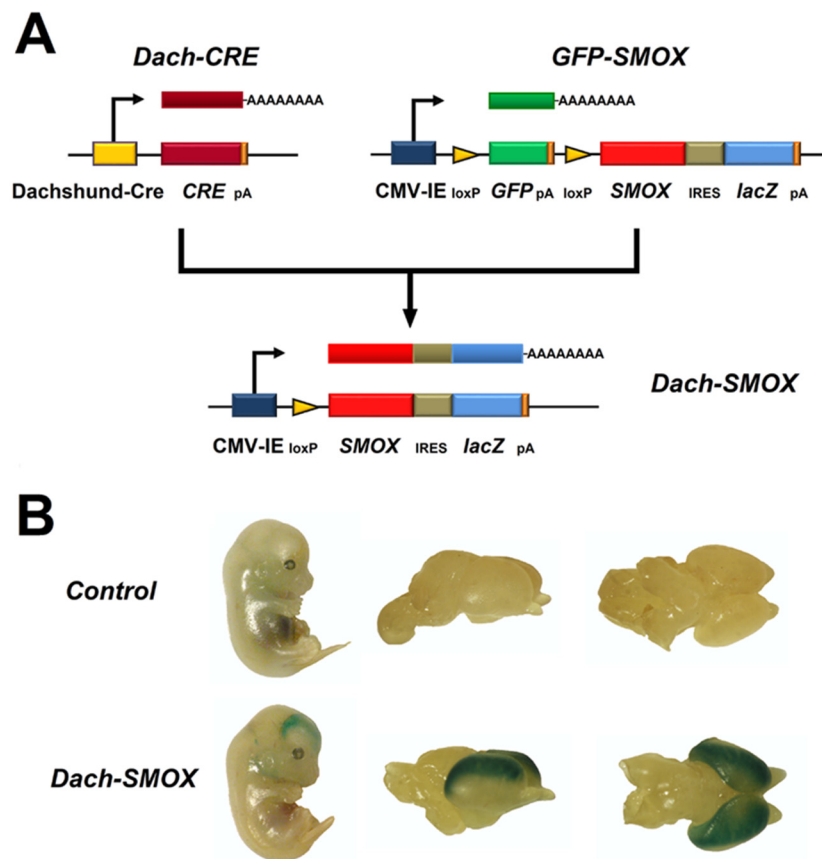 A
Dach-CRE GFP-SMOX
AAAAAAAA AAAAAAAA
Dachshund-Cre CRE pA CMV-IE loxP GFP pA loxP SMOX IRES lacZ pA
AAAAAAAA
Dach-SMOX
CMV-IE loxP SMOX IRES lacZ pA
B
Control
Dach-SMOX